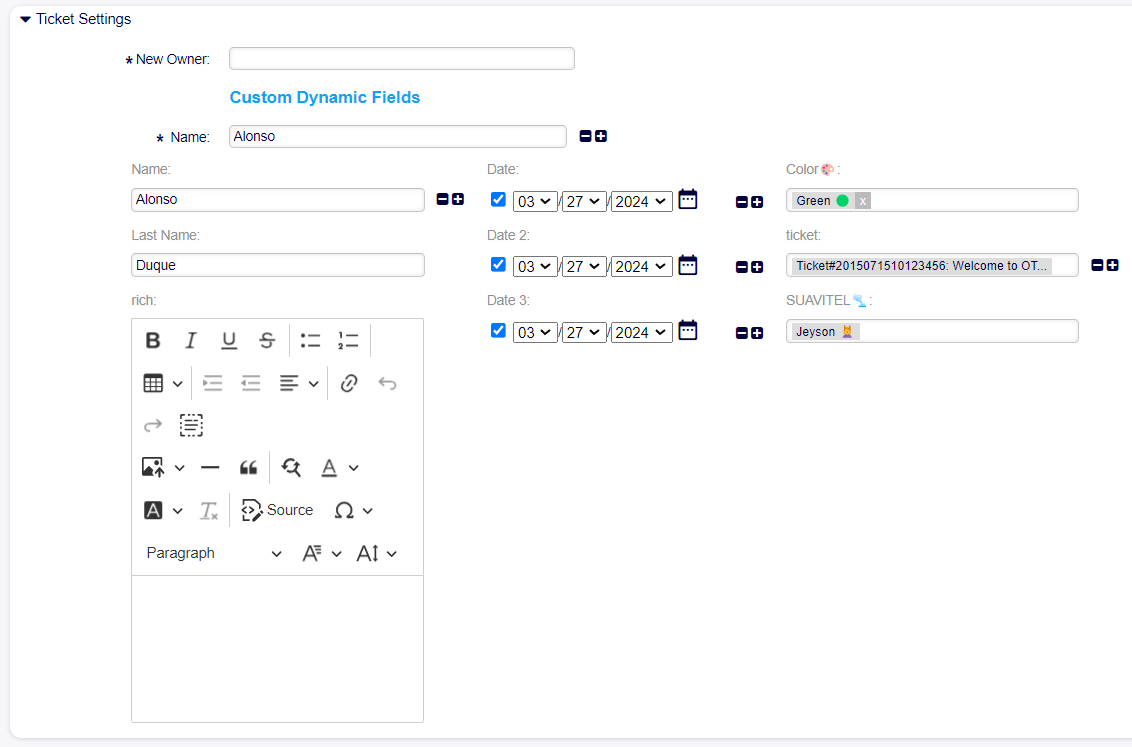 Ticket Settings
* New Owner:
Custom Dynamic Fields
* Name: Alonso
Name: Date: Color🎨:
Alonso 03 / 27 / 2024 Green 🟢 x
Last Name: Date 2: ticket:
Duque 03 / 27 / 2024 Ticket#2015071510123456: Welcome to OT...
rich: Date 3: SUAVITEL🌪️:
B I U S 03 / 27 / 2024 Jeyson 🤷‍♀️
Source Ω
Paragraph A A